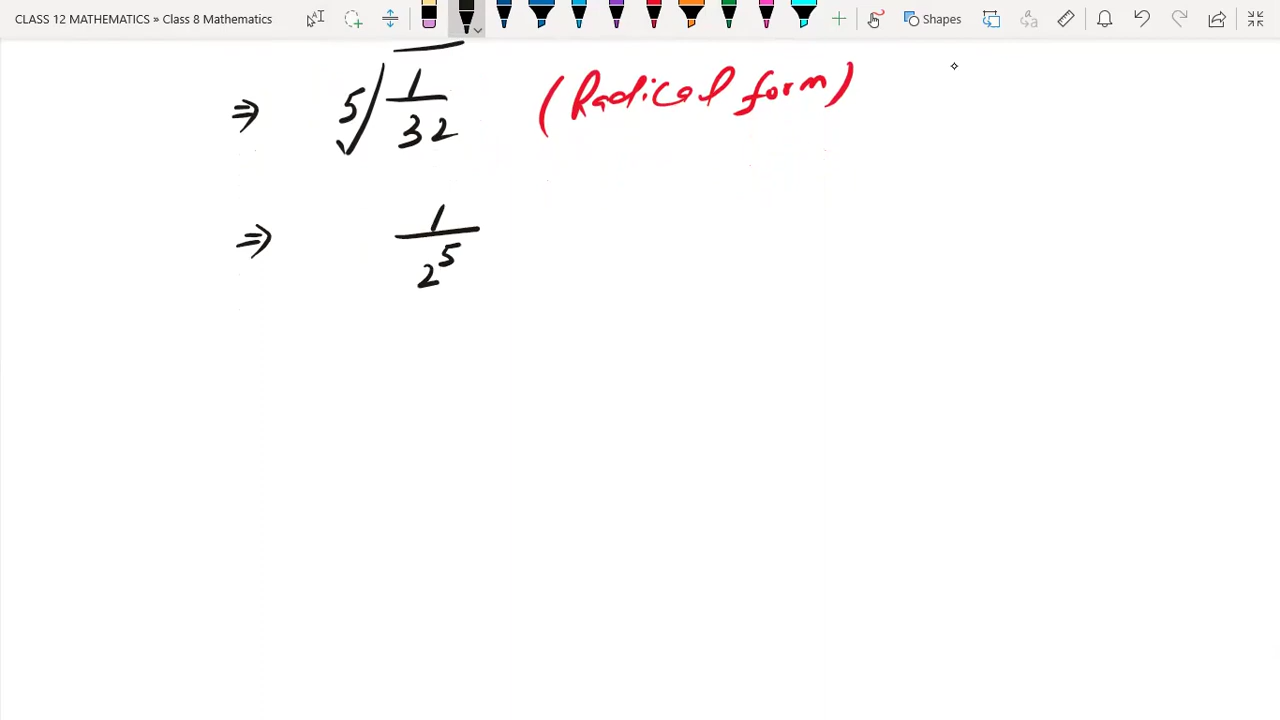 CLASS 12 MATHEMATICS » Class 8 Mathematics Shapes
⇒ ⁵√(1/32) (Radical form)
⇒ 1/2⁵